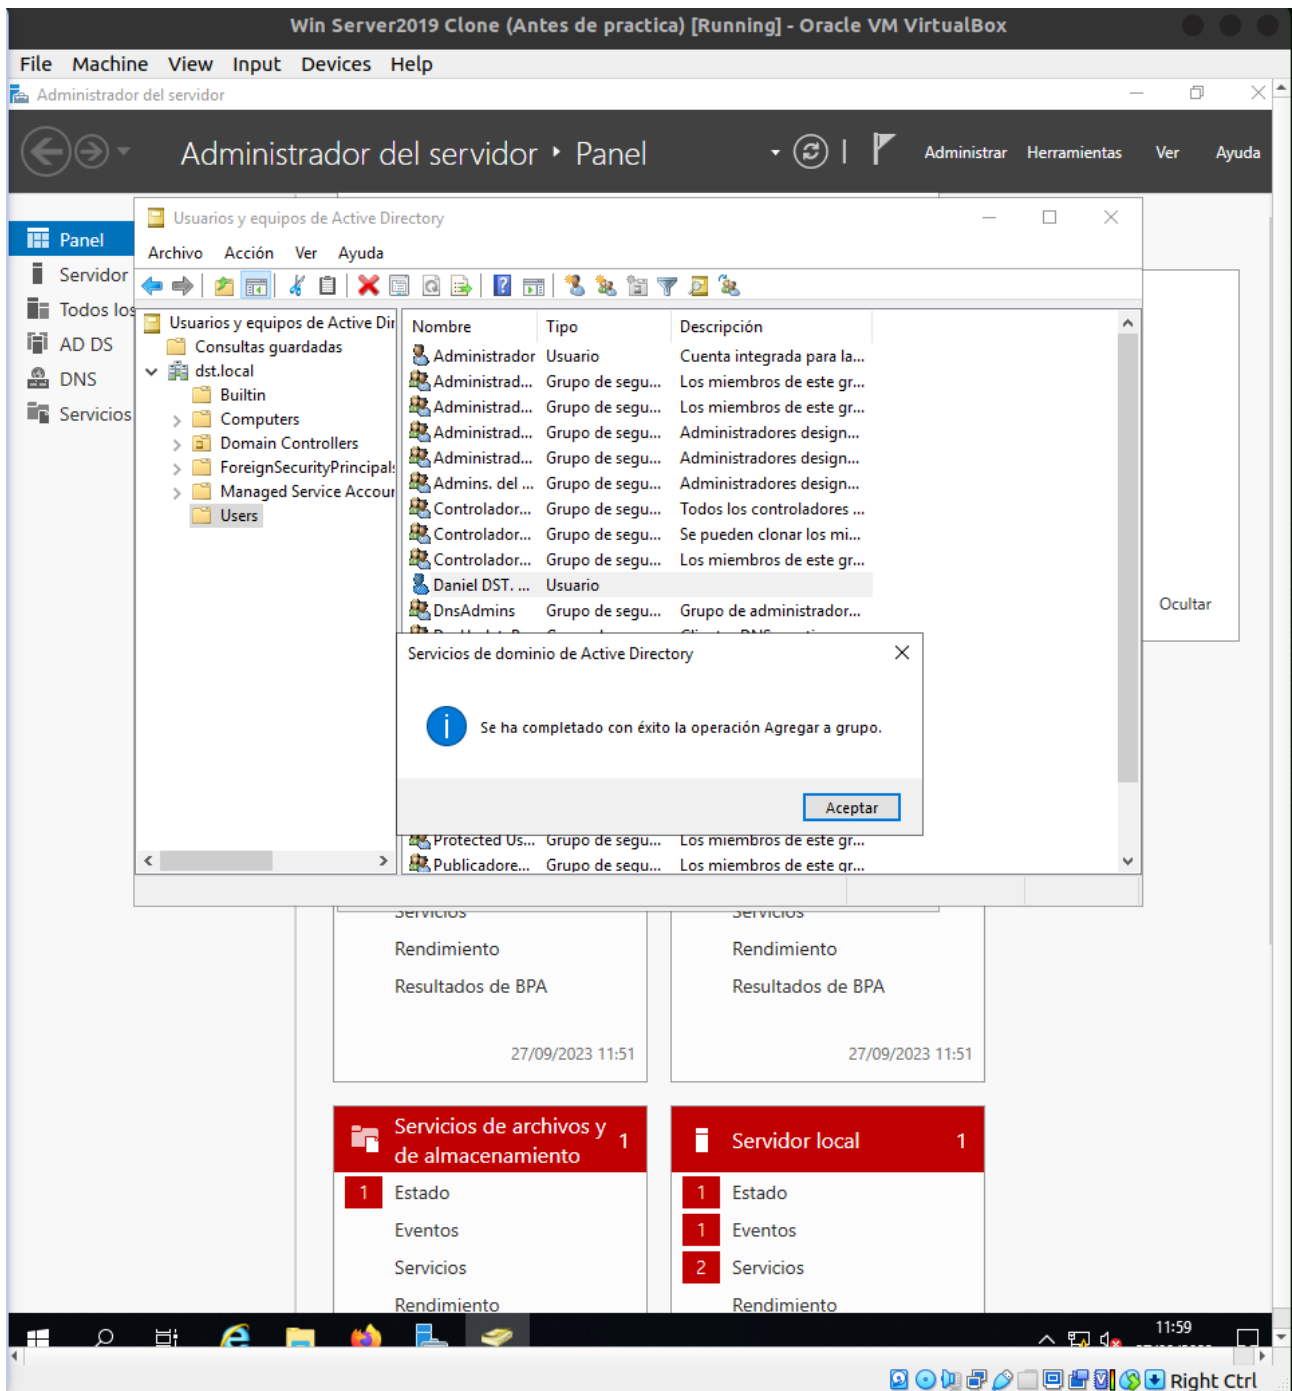 Win Server2019 Clone (Antes de practica) [Running] - Oracle VM VirtualBox
File Machine View Input Devices Help
Administrador del servidor
Administrador del servidor ‣ Panel
Administrar Herramientas Ver Ayuda
Panel
Servidor
Todos los
AD DS
DNS
Servicios
Usuarios y equipos de Active Directory
Archivo Acción Ver Ayuda
Usuarios y equipos de Active Dir
Consultas guardadas
dst.local
Builtin
Computers
Domain Controllers
ForeignSecurityPrincipals
Managed Service Accour
Users
Nombre Tipo Descripción
Administrador Usuario Cuenta integrada para la...
Administrad... Grupo de segu... Los miembros de este gr...
Administrad... Grupo de segu... Los miembros de este gr...
Administrad... Grupo de segu... Administradores design...
Administrad... Grupo de segu... Administradores design...
Admins. del ... Grupo de segu... Administradores design...
Controlador... Grupo de segu... Todos los controladores ...
Controlador... Grupo de segu... Se pueden clonar los mi...
Controlador... Grupo de segu... Los miembros de este gr...
Daniel DST. ... Usuario
DnsAdmins Grupo de segu... Grupo de administrador...
Servicios de dominio de Active Directory
Se ha completado con éxito la operación Agregar a grupo.
Aceptar
Protected Us... Grupo de segu... Los miembros de este gr...
Publicadore... Grupo de segu... Los miembros de este gr...
Ocultar
Servicios
Rendimiento
Resultados de BPA
27/09/2023 11:51
Servicios
Rendimiento
Resultados de BPA
27/09/2023 11:51
Servicios de archivos y de almacenamiento 1
1 Estado
Eventos
Servicios
Rendimiento
Servidor local 1
1 Estado
1 Eventos
2 Servicios
Rendimiento
11:59
Right Ctrl